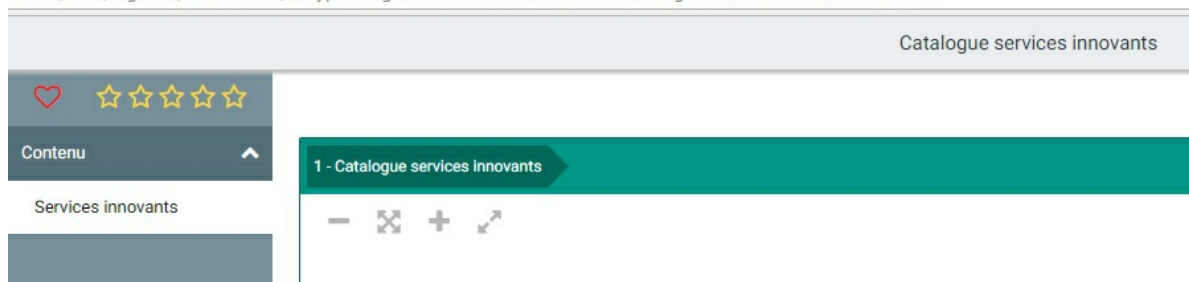 Catalogue services innovants
Contenu
1 - Catalogue services innovants
Services innovants